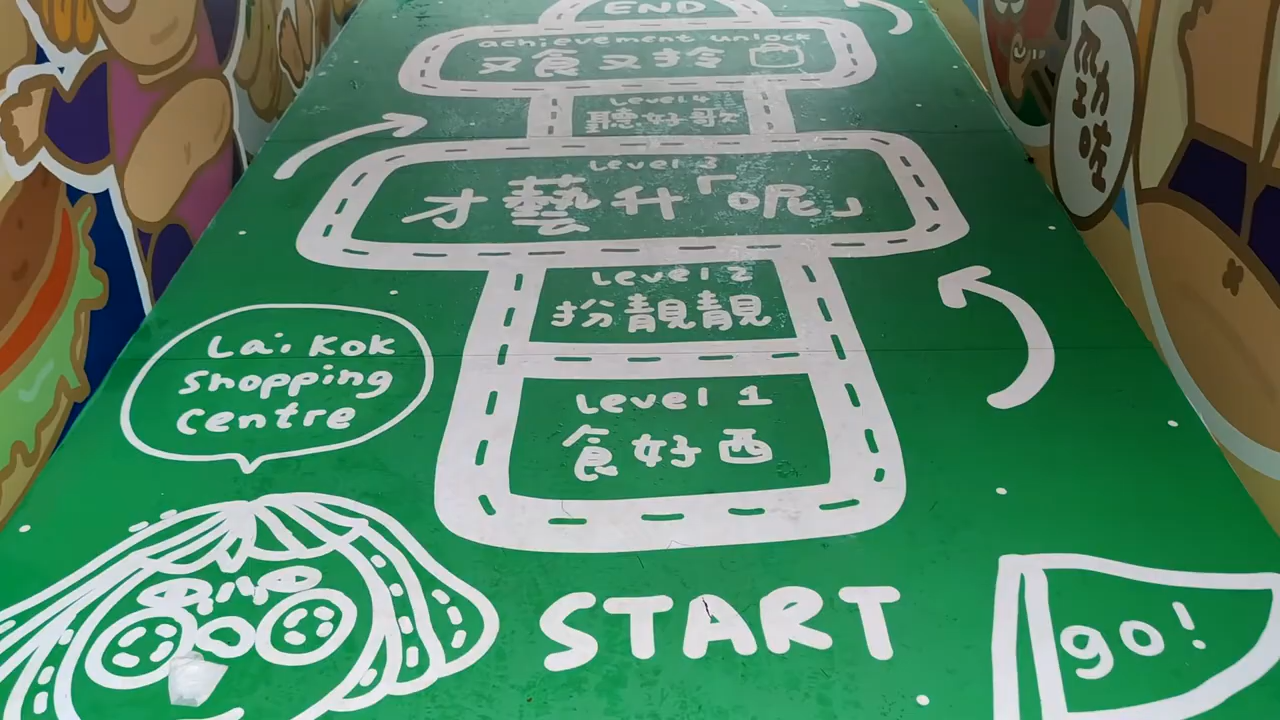 END
achievement unlock
又食又拎
Level 4
聽好歌
Level 3
才藝升「呢」
Level 2
扮靚靚
Level 1
食好西
Lai Kok
shopping
centre
START
go!